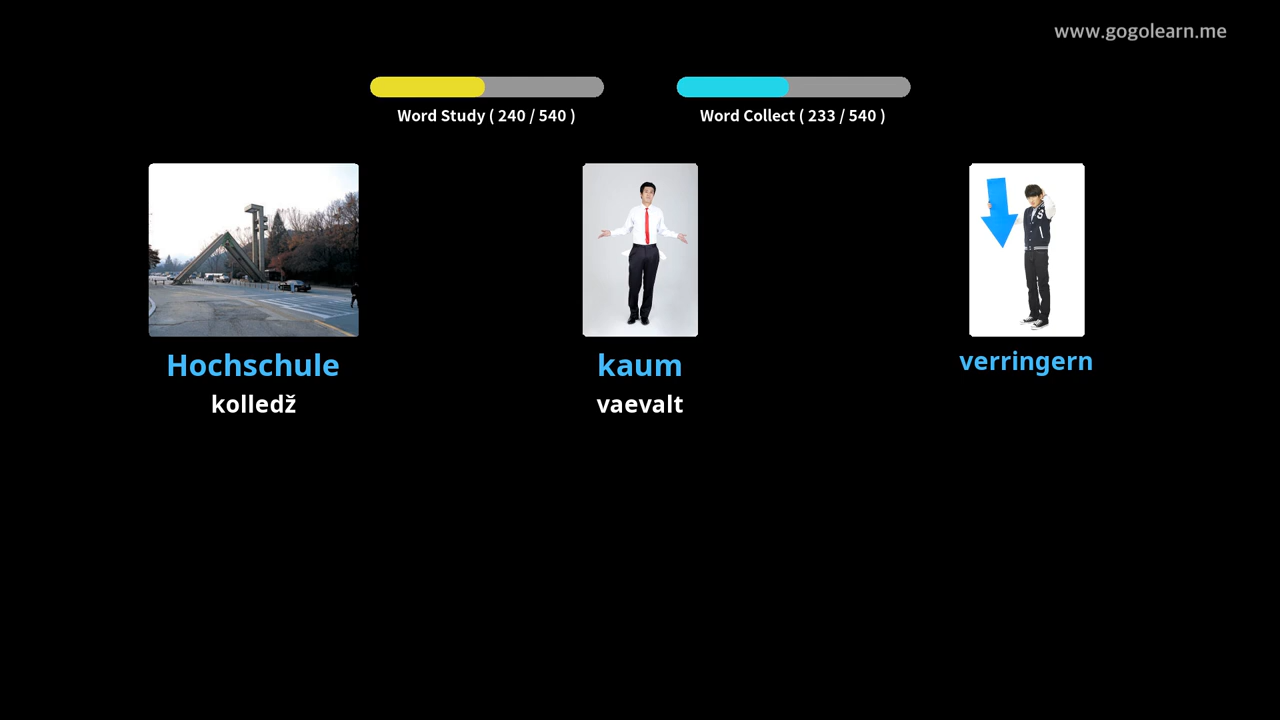 www.gogolearn.me
Word Study ( 240 / 540 )
Word Collect ( 233 / 540 )
Hochschule
kolledž
kaum
vaevalt
verringern